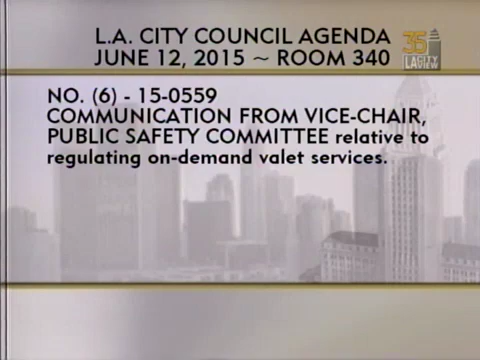 L.A. CITY COUNCIL AGENDA
JUNE 12, 2015 ~ ROOM 340
35
LA CITY VIEW
NO. (6) - 15-0559
COMMUNICATION FROM VICE-CHAIR,
PUBLIC SAFETY COMMITTEE relative to
regulating on-demand valet services.